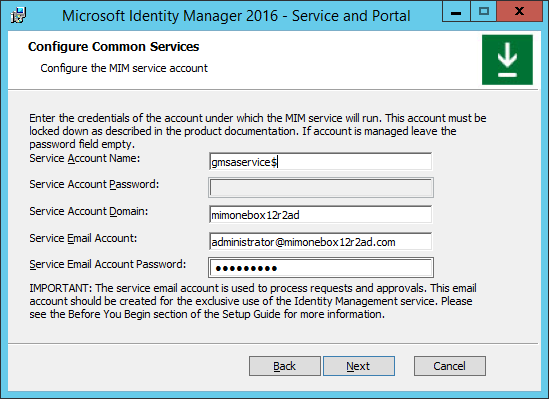 Microsoft Identity Manager 2016 - Service and Portal
Configure Common Services
Configure the MIM service account
Enter the credentials of the account under which the MIM service will run. This account must be
locked down as described in the product documentation. If account is managed leave the
password field empty.
Service Account Name:
gmsaservice$
Service Account Password:
Service Account Domain:
mimonebox12r2ad
Service Email Account:
administrator@mimonebox12r2ad.com
Service Email Account Password:
●●●●●●●●●
IMPORTANT: The service email account is used to process requests and approvals. This email
account should be created for the exclusive use of the Identity Management service. Please
see the Before You Begin section of the Setup Guide for more information.
Back
Next
Cancel